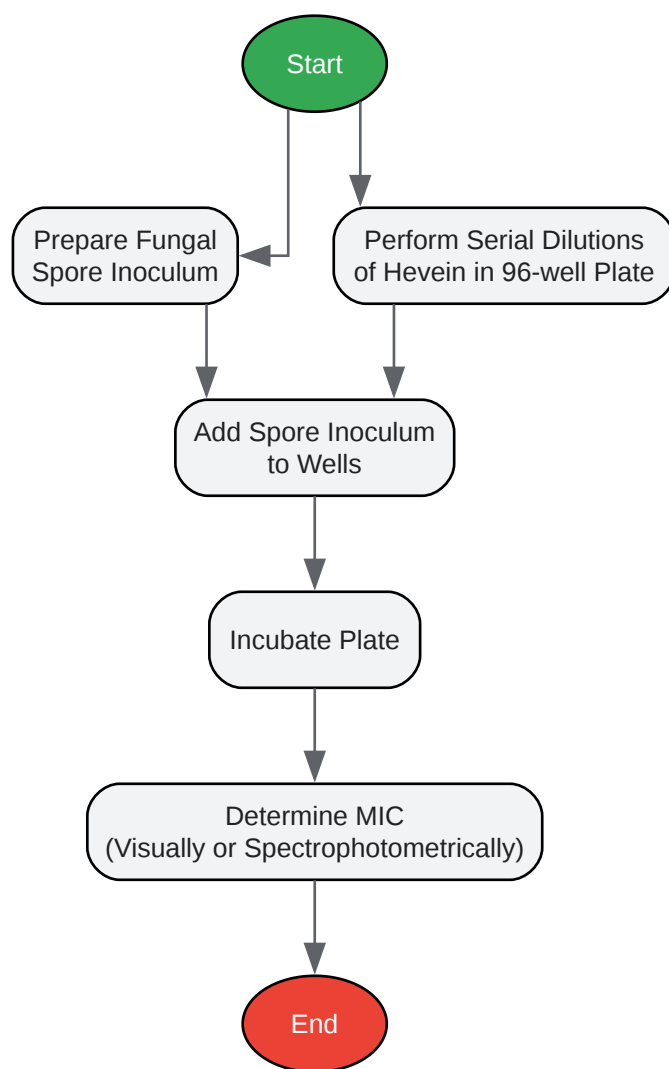 Start
Prepare Fungal
Spore Inoculum
Perform Serial Dilutions
of Hevein in 96-well Plate
Add Spore Inoculum
to Wells
Incubate Plate
Determine MIC
(Visually or Spectrophotometrically)
End